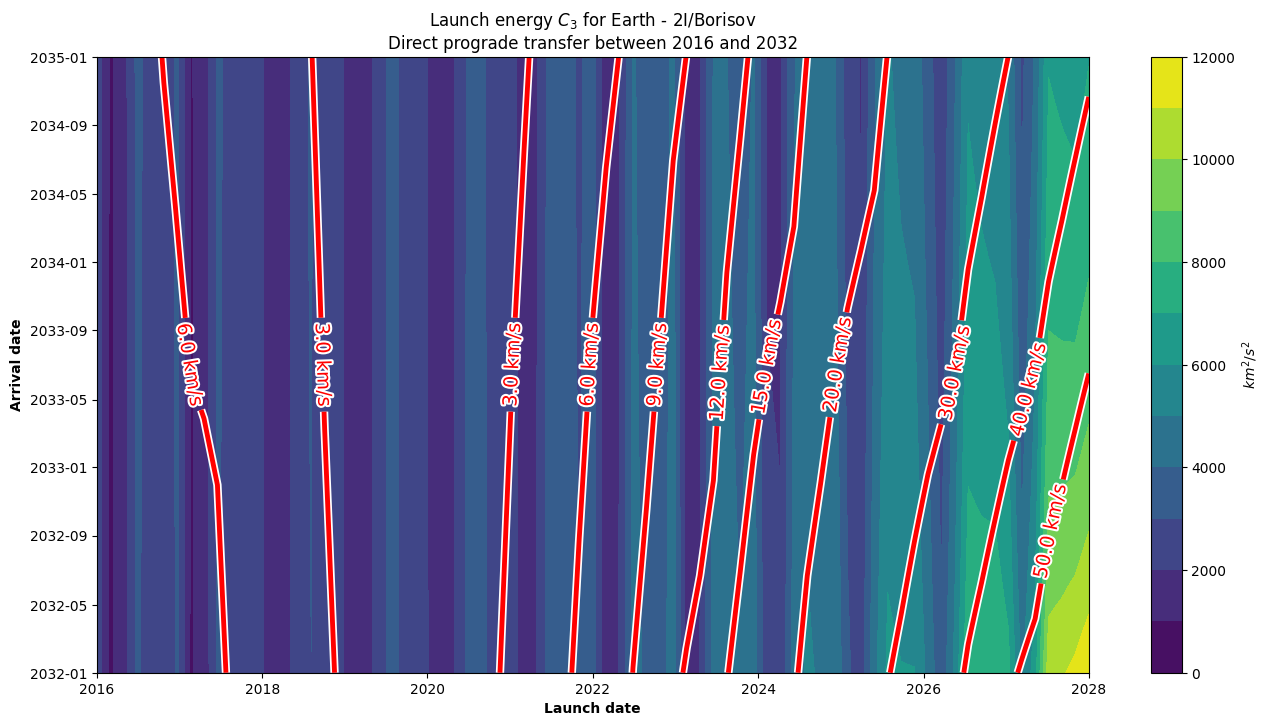 Launch energy C₃ for Earth - 2I/Borisov
Direct prograde transfer between 2016 and 2032
2035-01
2034-09
2034-05
2034-01
2033-09
2033-05
2033-01
2032-09
2032-05
2032-01
Arrival date
6.0 km/s
3.0 km/s
3.0 km/s
6.0 km/s
9.0 km/s
12.0 km/s
15.0 km/s
20.0 km/s
30.0 km/s
40.0 km/s
50.0 km/s
2016
2018
2020
2022
2024
2026
2028
Launch date
12000
10000
8000
6000
4000
2000
0
km²/s²